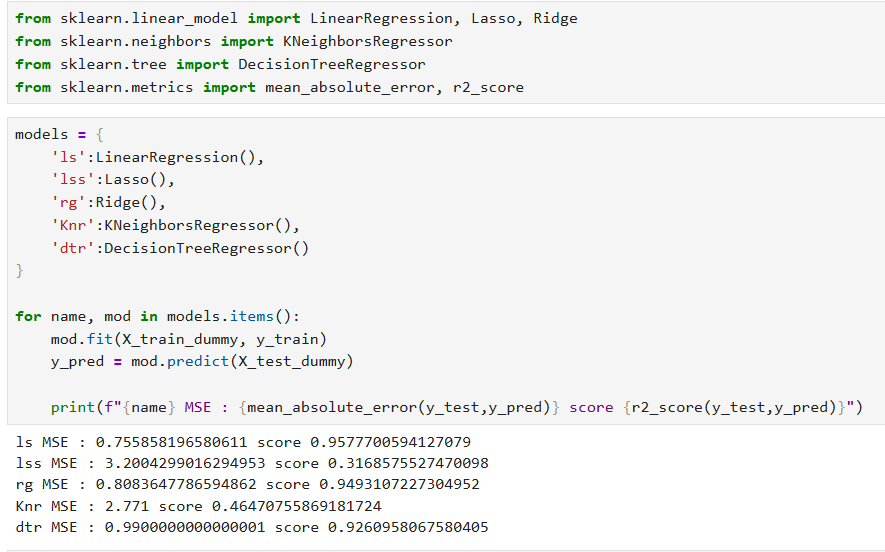 from sklearn.linear_model import LinearRegression, Lasso, Ridge
from sklearn.neighbors import KNeighborsRegressor
from sklearn.tree import DecisionTreeRegressor
from sklearn.metrics import mean_absolute_error, r2_score
models = {
    'ls':LinearRegression(),
    'lss':Lasso(),
    'rg':Ridge(),
    'Knr':KNeighborsRegressor(),
    'dtr':DecisionTreeRegressor()
}
for name, mod in models.items():
    mod.fit(X_train_dummy, y_train)
    y_pred = mod.predict(X_test_dummy)
    print(f"{name} MSE : {mean_absolute_error(y_test,y_pred)} score {r2_score(y_test,y_pred)}")
ls MSE : 0.755858196580611 score 0.9577700594127079
lss MSE : 3.2004299016294953 score 0.3168575527470098
rg MSE : 0.8083647786594862 score 0.9493107227304952
Knr MSE : 2.771 score 0.46470755869181724
dtr MSE : 0.9900000000000001 score 0.9260958067580405